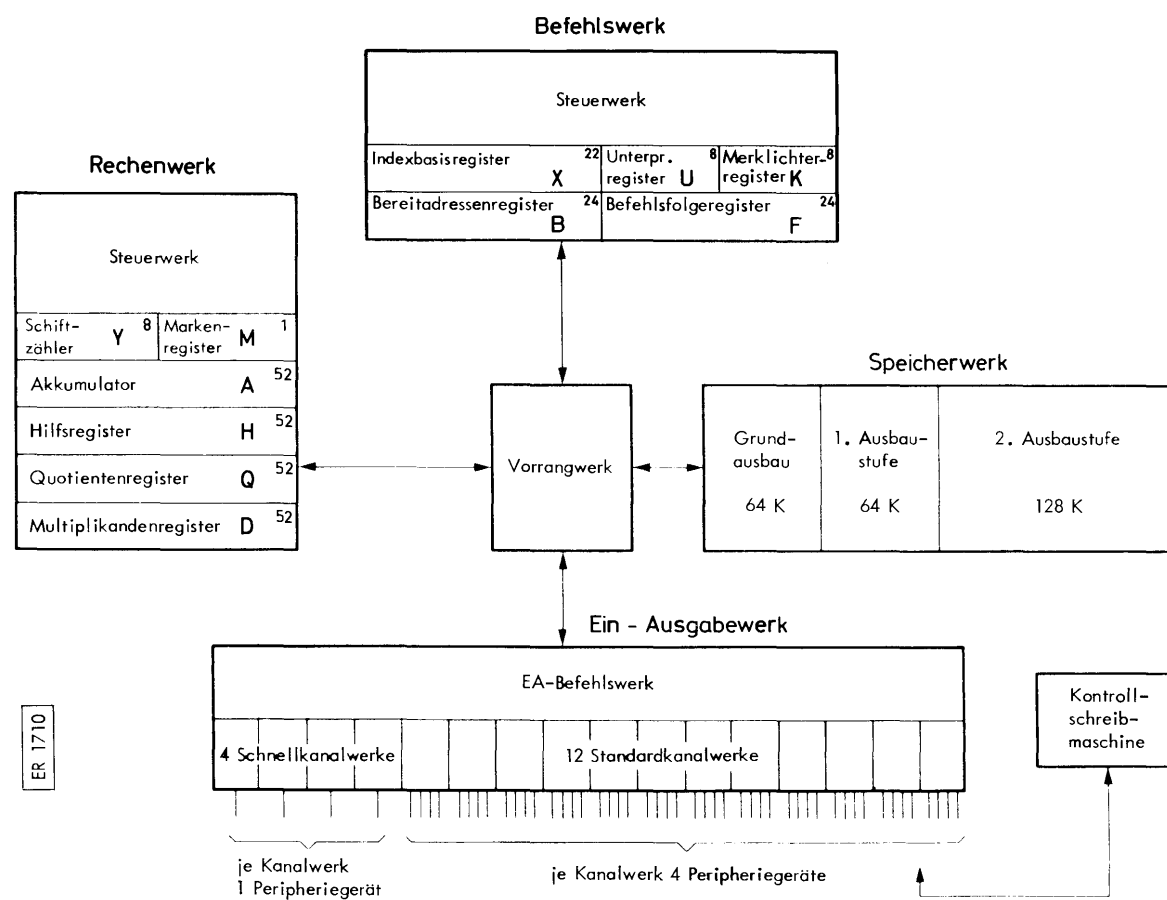 Befehlswerk
Steuerwerk
Indexbasisregister 22 X
Unterpr. 8
register U
Merklichter- 8
register K
Bereitadressenregister 24 B
Befehlsfolgeregister 24 F
Rechenwerk
Steuerwerk
Schift- 8
zähler Y
Marken- 1
register M
Akkumulator A 52
Hilfsregister H 52
Quotientenregister Q 52
Multiplikandenregister D 52
Vorrangwerk
Speicherwerk
Grund-
ausbau
64 K
1. Ausbau-
stufe
64 K
2. Ausbaustufe
128 K
Ein - Ausgabewerk
EA-Befehlswerk
4 Schnellkanalwerke
12 Standardkanalwerke
je Kanalwerk
1 Peripheriegerät
je Kanalwerk 4 Peripheriegeräte
Kontroll-
schreib-
maschine
ER 1710